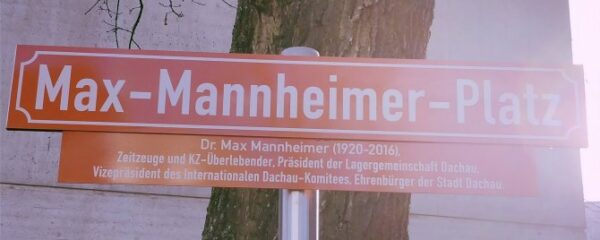 Max-Mannheimer-Platz
Dr. Max Mannheimer (1920-2016),
Zeitzeuge und KZ-Überlebender, Präsident der Lagergemeinschaft Dachau,
Vizepräsident des Internationalen Dachau-Komitees, Ehrenbürger der Stadt Dachau